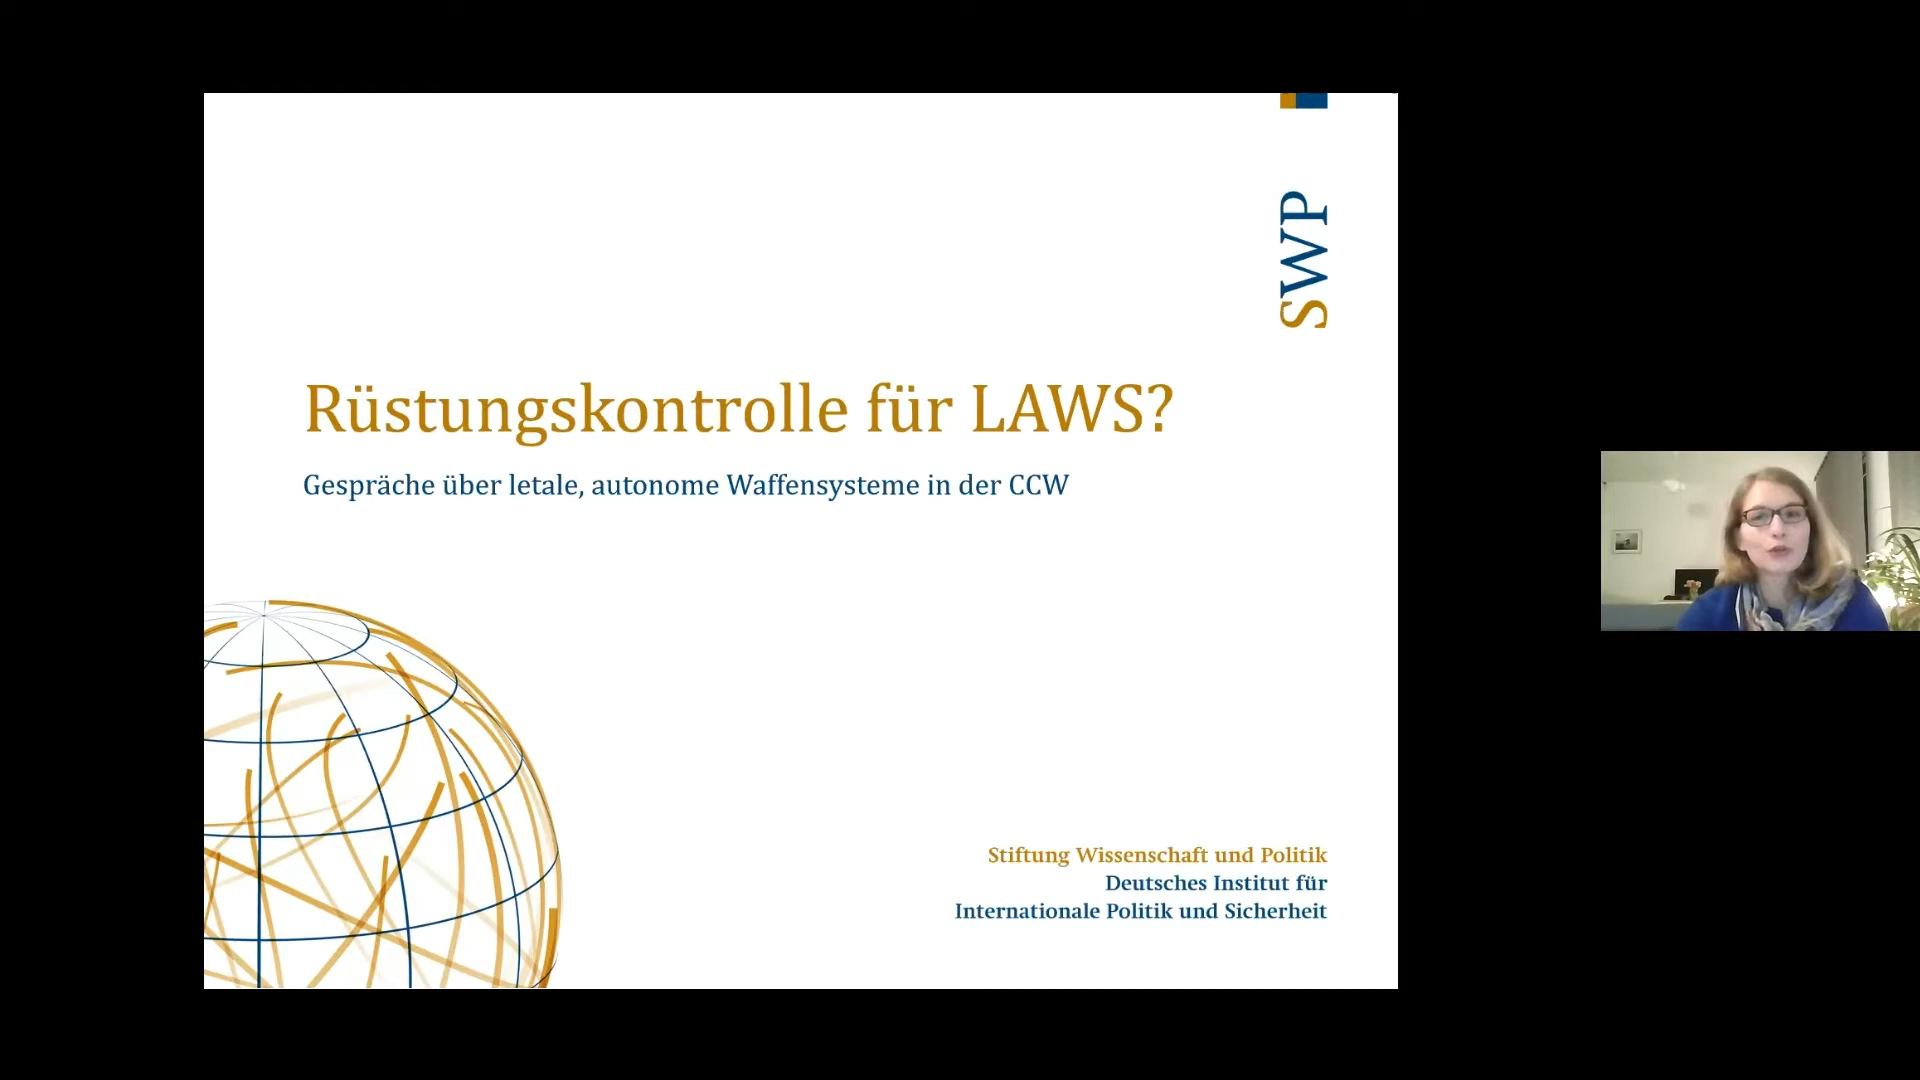 SWP
Rüstungskontrolle für LAWS?
Gespräche über letale, autonome Waffensysteme in der CCW
Stiftung Wissenschaft und Politik
Deutsches Institut für
Internationale Politik und Sicherheit